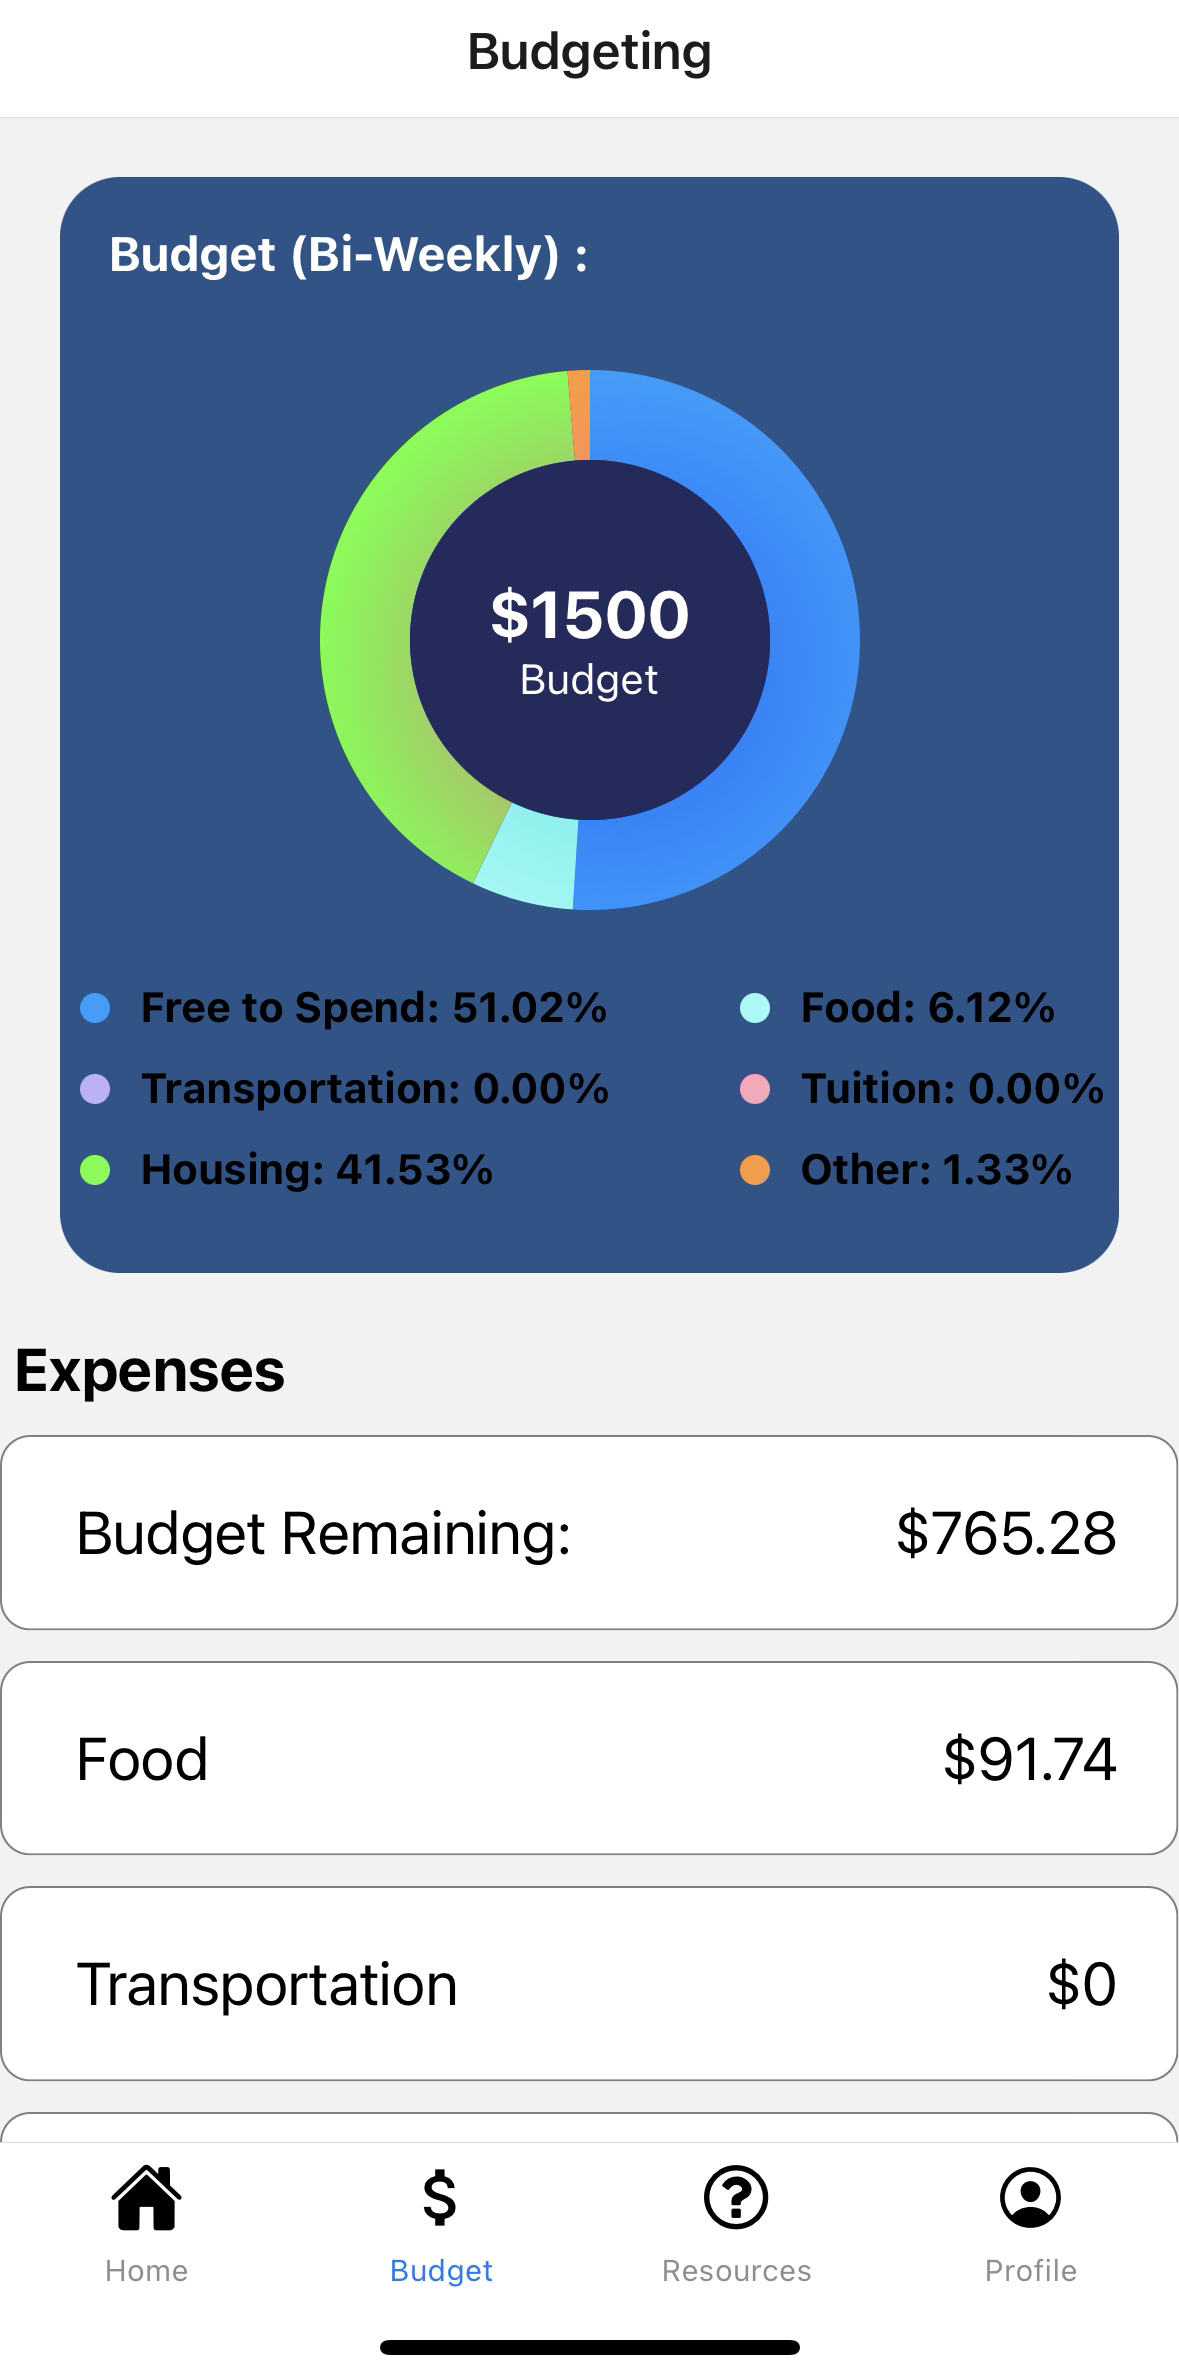 Budgeting
Budget (Bi-Weekly) :
$1500
Budget
Free to Spend: 51.02%
Food: 6.12%
Transportation: 0.00%
Tuition: 0.00%
Housing: 41.53%
Other: 1.33%
Expenses
Budget Remaining: $765.28
Food $91.74
Transportation $0
Home Budget Resources Profile